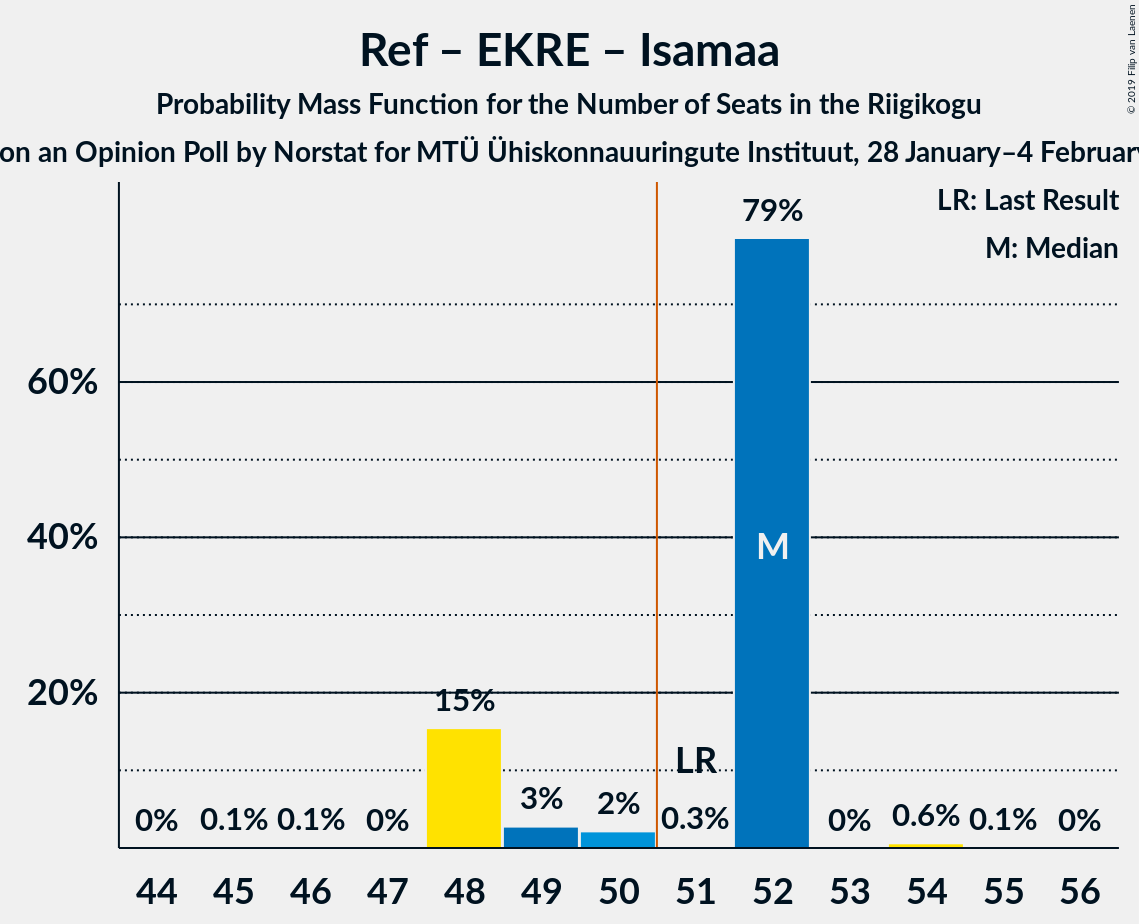 Ref – EKRE – Isamaa
Probability Mass Function for the Number of Seats in the Riigikogu
on an Opinion Poll by Norstat for MTÜ Ühiskonnauuringute Instituut, 28 January–4 February
© 2019 Filip van Laenen
LR: Last Result
M: Median
60%
40%
20%
0% 0.1% 0.1% 0% 15% 3% 2% 0.3% 79% 0% 0.6% 0.1% 0%
LR
M
44 45 46 47 48 49 50 51 52 53 54 55 56